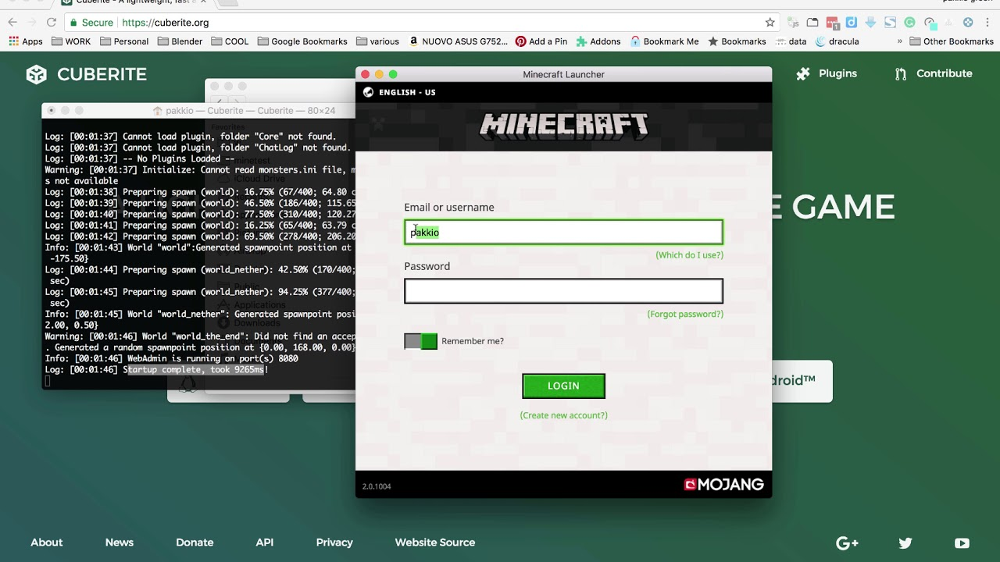 Cuberite - A lightweight, fast a
pakkio green
Secure
https://cuberite.org
Apps
WORK
Personal
Blender
COOL
Google Bookmarks
various
NUOVO ASUS G752...
Add a Pin
Addons
Bookmark Me
Bookmarks
data
dracula
»
Other Bookmarks
CUBERITE
Plugins
Contribute
pakkio — Cuberite — Cuberite — 80×24
Log: [00:01:37] Cannot load plugin, folder "Core" not found.
Log: [00:01:37] Cannot load plugin, folder "ChatLog" not found.
Log: [00:01:37] -- No Plugins Loaded --
Warning: [00:01:37] Initialize: Cannot read monsters.ini file, m
s not available
Log: [00:01:38] Preparing spawn (world): 16.75% (67/400; 64.80 c
Log: [00:01:39] Preparing spawn (world): 46.50% (186/400; 115.65
Log: [00:01:40] Preparing spawn (world): 77.50% (310/400; 120.27
Log: [00:01:41] Preparing spawn (world): 16.25% (65/400; 63.79 c
Log: [00:01:42] Preparing spawn (world): 69.50% (278/400; 206.20
Info: [00:01:43] World "world":Generated spawnpoint position at
-175.50}
Log: [00:01:44] Preparing spawn (world_nether): 42.50% (170/400;
sec)
Log: [00:01:45] Preparing spawn (world_nether): 94.25% (377/400;
sec)
Info: [00:01:45] World "world_nether": Generated spawnpoint posi
2.00, 0.50}
Warning: [00:01:46] World "world_the_end": Did not find an accep
. Generated a random spawnpoint position at {0.00, 168.00, 0.00}
Info: [00:01:46] WebAdmin is running on port(s) 8080
Log: [00:01:46] Startup complete, took 9265ms!
Favorites
minetest
iCloud Drive
Applications
Downloads
Minecraft Launcher
ENGLISH - US
MINECRAFT
Email or username
pakkio
(Which do I use?)
Password
(Forgot password?)
Remember me?
LOGIN
(Create new account?)
2.0.1004
MOJANG
E GAME
droid™
About
News
Donate
API
Privacy
Website Source
G+